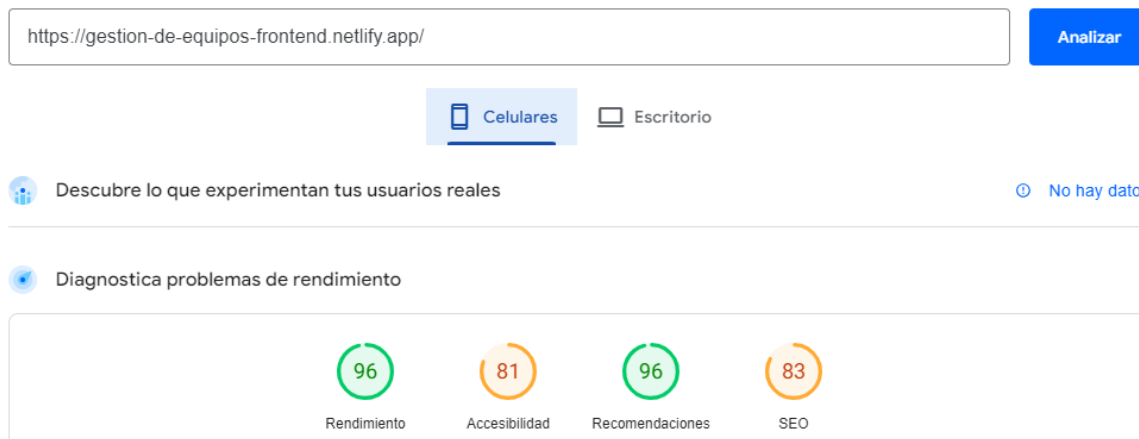 https://gestion-de-equipos-frontend.netlify.app/
Analizar
Celulares
Escritorio
Descubre lo que experimentan tus usuarios reales
No hay dato
Diagnostica problemas de rendimiento
96
81
96
83
Rendimiento
Accesibilidad
Recomendaciones
SEO